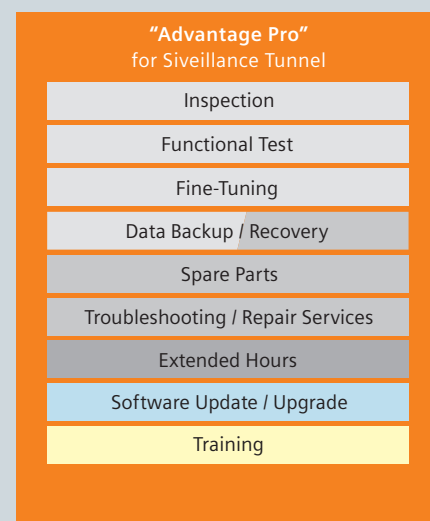 “Advantage Pro”
for Siveillance Tunnel
Inspection
Functional Test
Fine-Tuning
Data Backup / Recovery
Spare Parts
Troubleshooting / Repair Services
Extended Hours
Software Update / Upgrade
Training